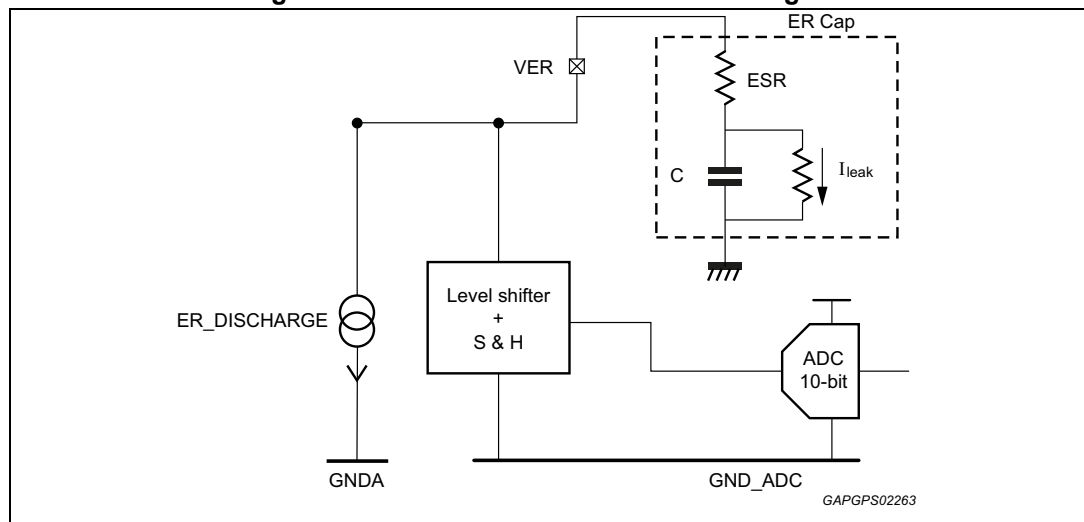 ER Cap
VER
ESR
C
Ileak
ER_DISCHARGE
Level shifter
+
S & H
ADC
10-bit
GNDA
GND_ADC
GAPGPS02263